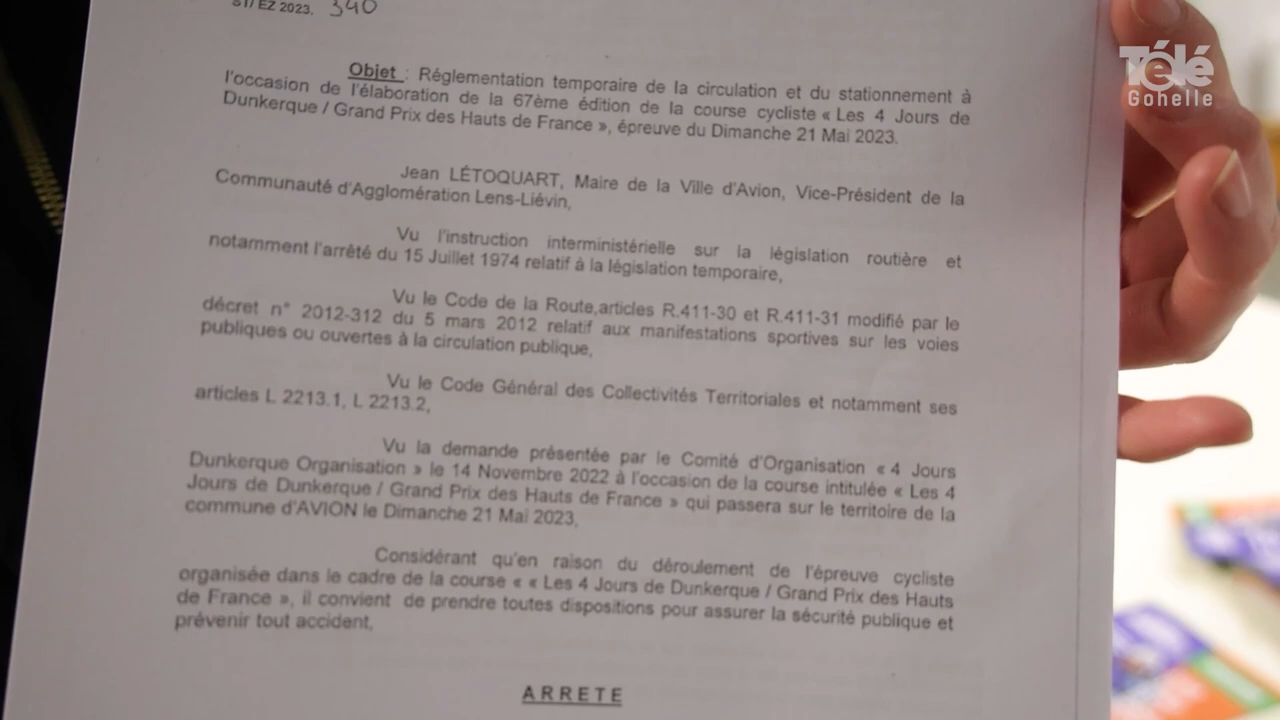 ST/ EZ 2023. 340
Télé
Gohelle
Objet : Réglementation temporaire de la circulation et du stationnement à
l'occasion de l'élaboration de la 67ème édition de la course cycliste « Les 4 Jours de
Dunkerque / Grand Prix des Hauts de France », épreuve du Dimanche 21 Mai 2023.
Jean LÉTOQUART, Maire de la Ville d'Avion, Vice-Président de la
Communauté d'Agglomération Lens-Liévin,
Vu l'instruction interministérielle sur la législation routière et
notamment l'arrêté du 15 Juillet 1974 relatif à la législation temporaire,
Vu le Code de la Route,articles R.411-30 et R.411-31 modifié par le
décret n° 2012-312 du 5 mars 2012 relatif aux manifestations sportives sur les voies
publiques ou ouvertes à la circulation publique,
Vu le Code Général des Collectivités Territoriales et notamment ses
articles L 2213.1, L 2213.2,
Vu la demande présentée par le Comité d'Organisation « 4 Jours
Dunkerque Organisation » le 14 Novembre 2022 à l'occasion de la course intitulée « Les 4
Jours de Dunkerque / Grand Prix des Hauts de France » qui passera sur le territoire de la
commune d'AVION le Dimanche 21 Mai 2023,
Considérant qu'en raison du déroulement de l'épreuve cycliste
organisée dans le cadre de la course « « Les 4 Jours de Dunkerque / Grand Prix des Hauts
de France », il convient de prendre toutes dispositions pour assurer la sécurité publique et
prévenir tout accident,
ARRETE